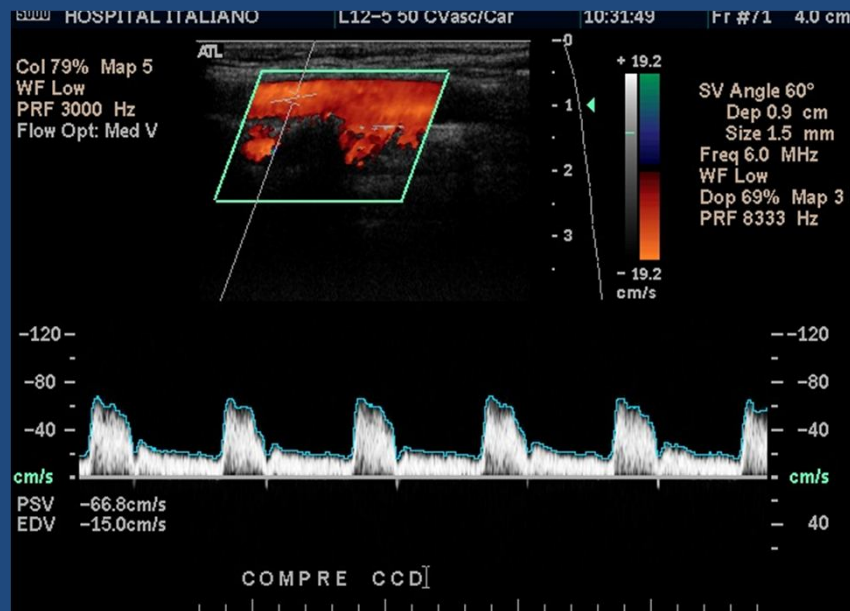 5000 HOSPITAL ITALIANO L12-5 50 CVasc/Car 10:31:49 Fr #71 4.0 cm
ATL
Col 79% Map 5
WF Low
PRF 3000 Hz
Flow Opt: Med V
0
1
2
3
+ 19.2
- 19.2
cm/s
SV Angle 60°
Dep 0.9 cm
Size 1.5 mm
Freq 6.0 MHz
WF Low
Dop 69% Map 3
PRF 8333 Hz
-120 -120
-80 -80
-40 -40
cm/s cm/s
40
PSV -66.8cm/s
EDV -15.0cm/s
COMPRE CCD